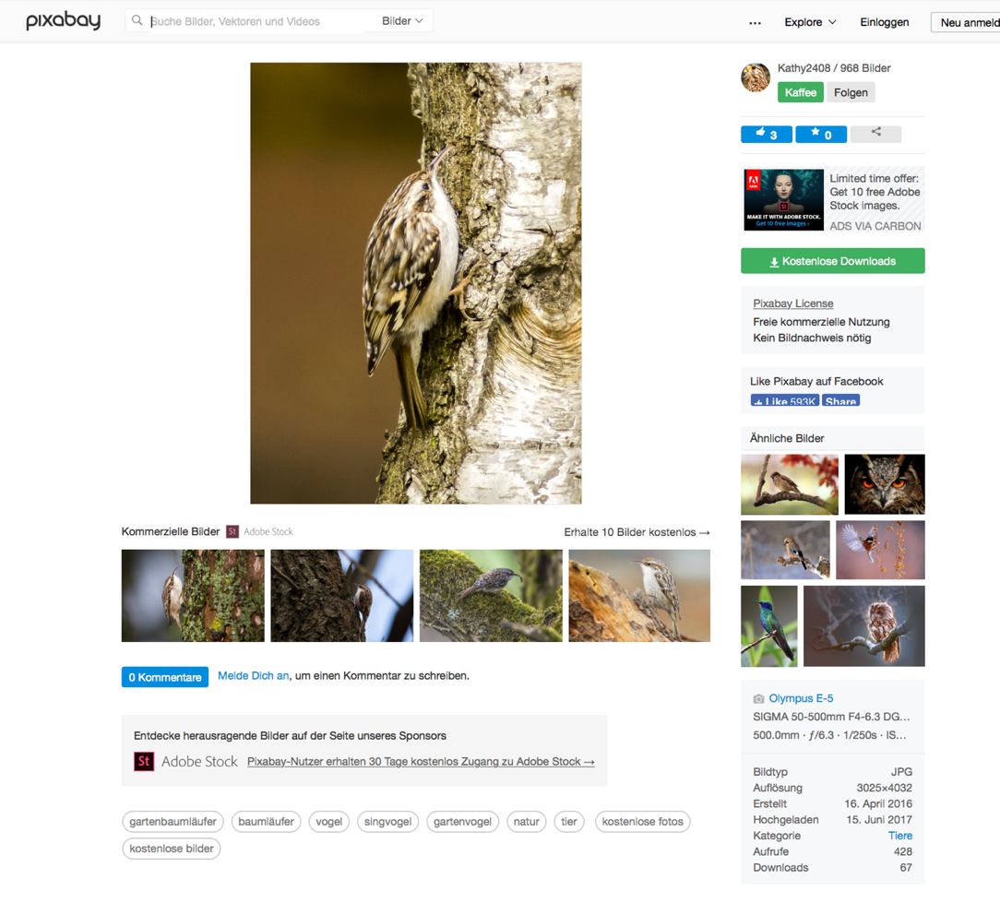 pixabay
Suche Bilder, Vektoren und Videos
Bilder
...
Explore
Einloggen
Neu anmeld
Kathy2408 / 968 Bilder
Kaffee
Folgen
3
0
Adobe
St
MAKE IT WITH ADOBE STOCK.
Get 10 free images ›
Limited time offer:
Get 10 free Adobe
Stock images.
ADS VIA CARBON
Kostenlose Downloads
Pixabay License
Freie kommerzielle Nutzung
Kein Bildnachweis nötig
Like Pixabay auf Facebook
Like 593K
Share
Ähnliche Bilder
Kommerzielle Bilder St Adobe Stock
Erhalte 10 Bilder kostenlos →
0 Kommentare
Melde Dich an, um einen Kommentar zu schreiben.
Entdecke herausragende Bilder auf der Seite unseres Sponsors
St Adobe Stock Pixabay-Nutzer erhalten 30 Tage kostenlos Zugang zu Adobe Stock →
gartenbaumläufer
baumläufer
vogel
singvogel
gartenvogel
natur
tier
kostenlose fotos
kostenlose bilder
Olympus E-5
SIGMA 50-500mm F4-6.3 DG...
500.0mm · ƒ/6.3 · 1/250s · IS...
Bildtyp JPG
Auflösung 3025×4032
Erstellt 16. April 2016
Hochgeladen 15. Juni 2017
Kategorie Tiere
Aufrufe 428
Downloads 67